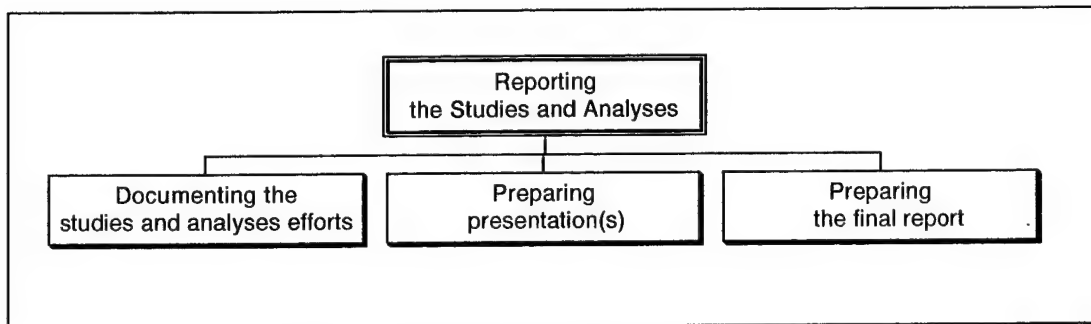 Reporting
the Studies and Analyses
Documenting the
studies and analyses efforts
Preparing
presentation(s)
Preparing
the final report